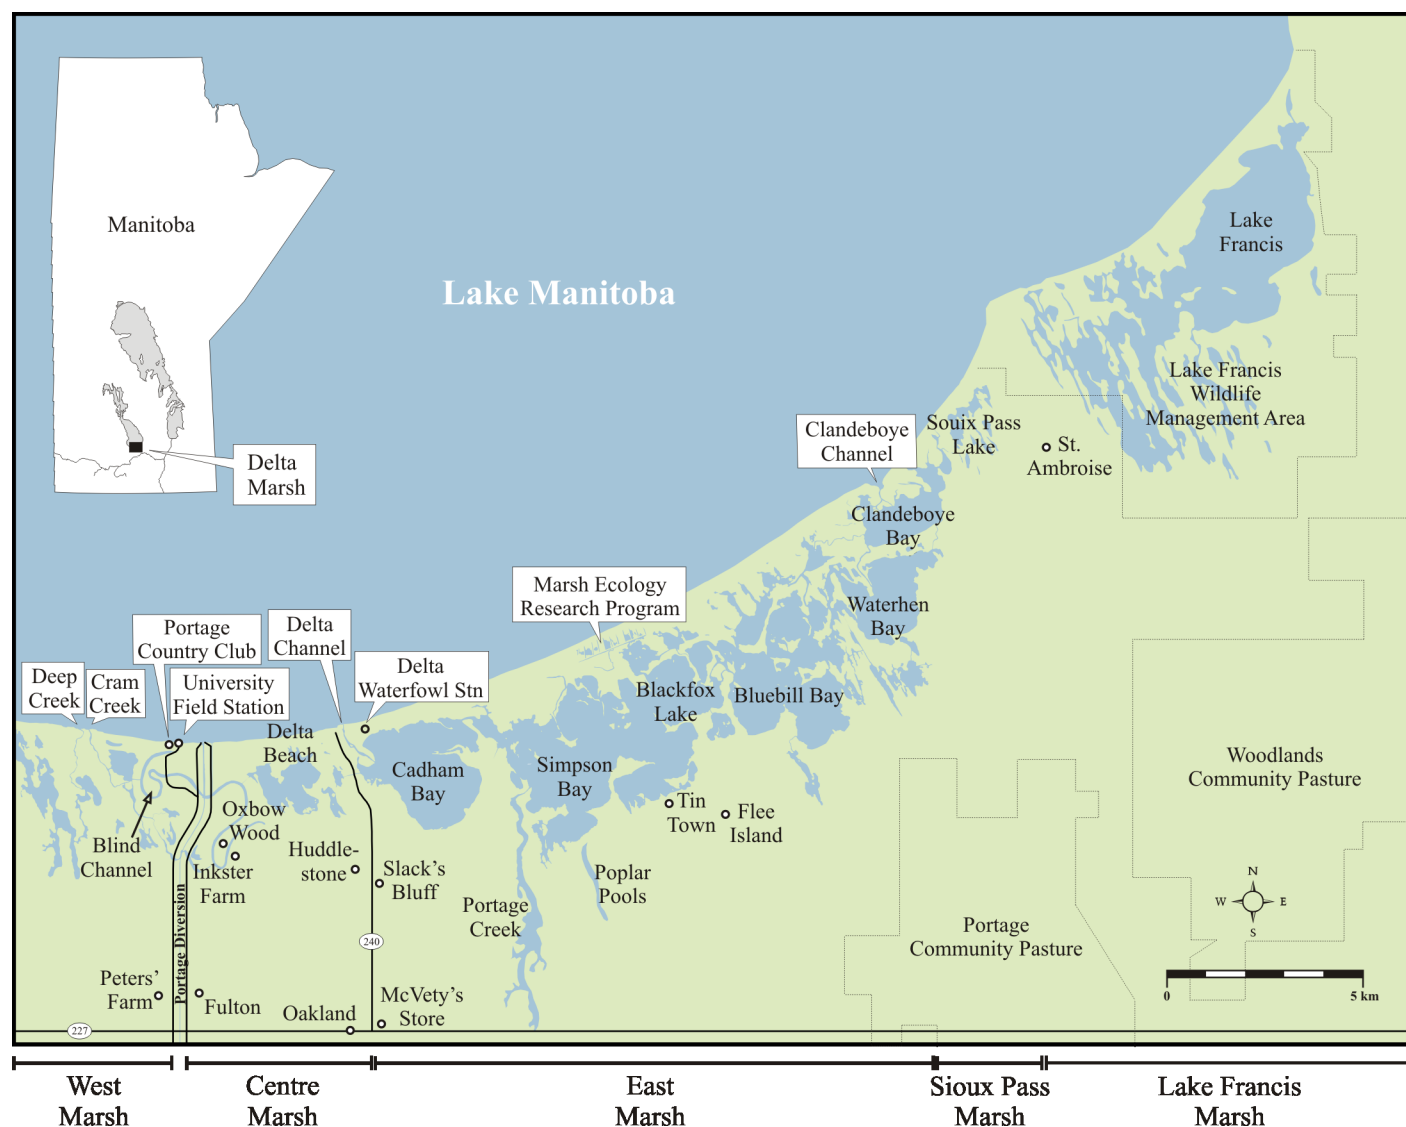 Manitoba
Delta
Marsh
Lake Manitoba
Lake
Francis
Lake Francis
Wildlife
Management Area
Souix Pass
Lake
St.
Ambroise
Clandeboye
Channel
Clandeboye
Bay
Waterhen
Bay
Marsh Ecology
Research Program
Blackfox
Lake
Bluebill Bay
Portage
Country Club
Delta
Channel
Delta
Waterfowl Stn
Deep
Creek
Cram
Creek
University
Field Station
Delta
Beach
Cadham
Bay
Simpson
Bay
Tin
Town
Flee
Island
Woodlands
Community Pasture
Blind
Channel
Oxbow
Wood
Inkster
Farm
Huddle-
stone
Slack's
Bluff
Poplar
Pools
Portage
Creek
Portage
Community Pasture
N
W
E
S
Portage Diversion
240
Peters'
Farm
Fulton
Oakland
McVety's
Store
0
5 km
227
West
Marsh
Centre
Marsh
East
Marsh
Sioux Pass
Marsh
Lake Francis
Marsh